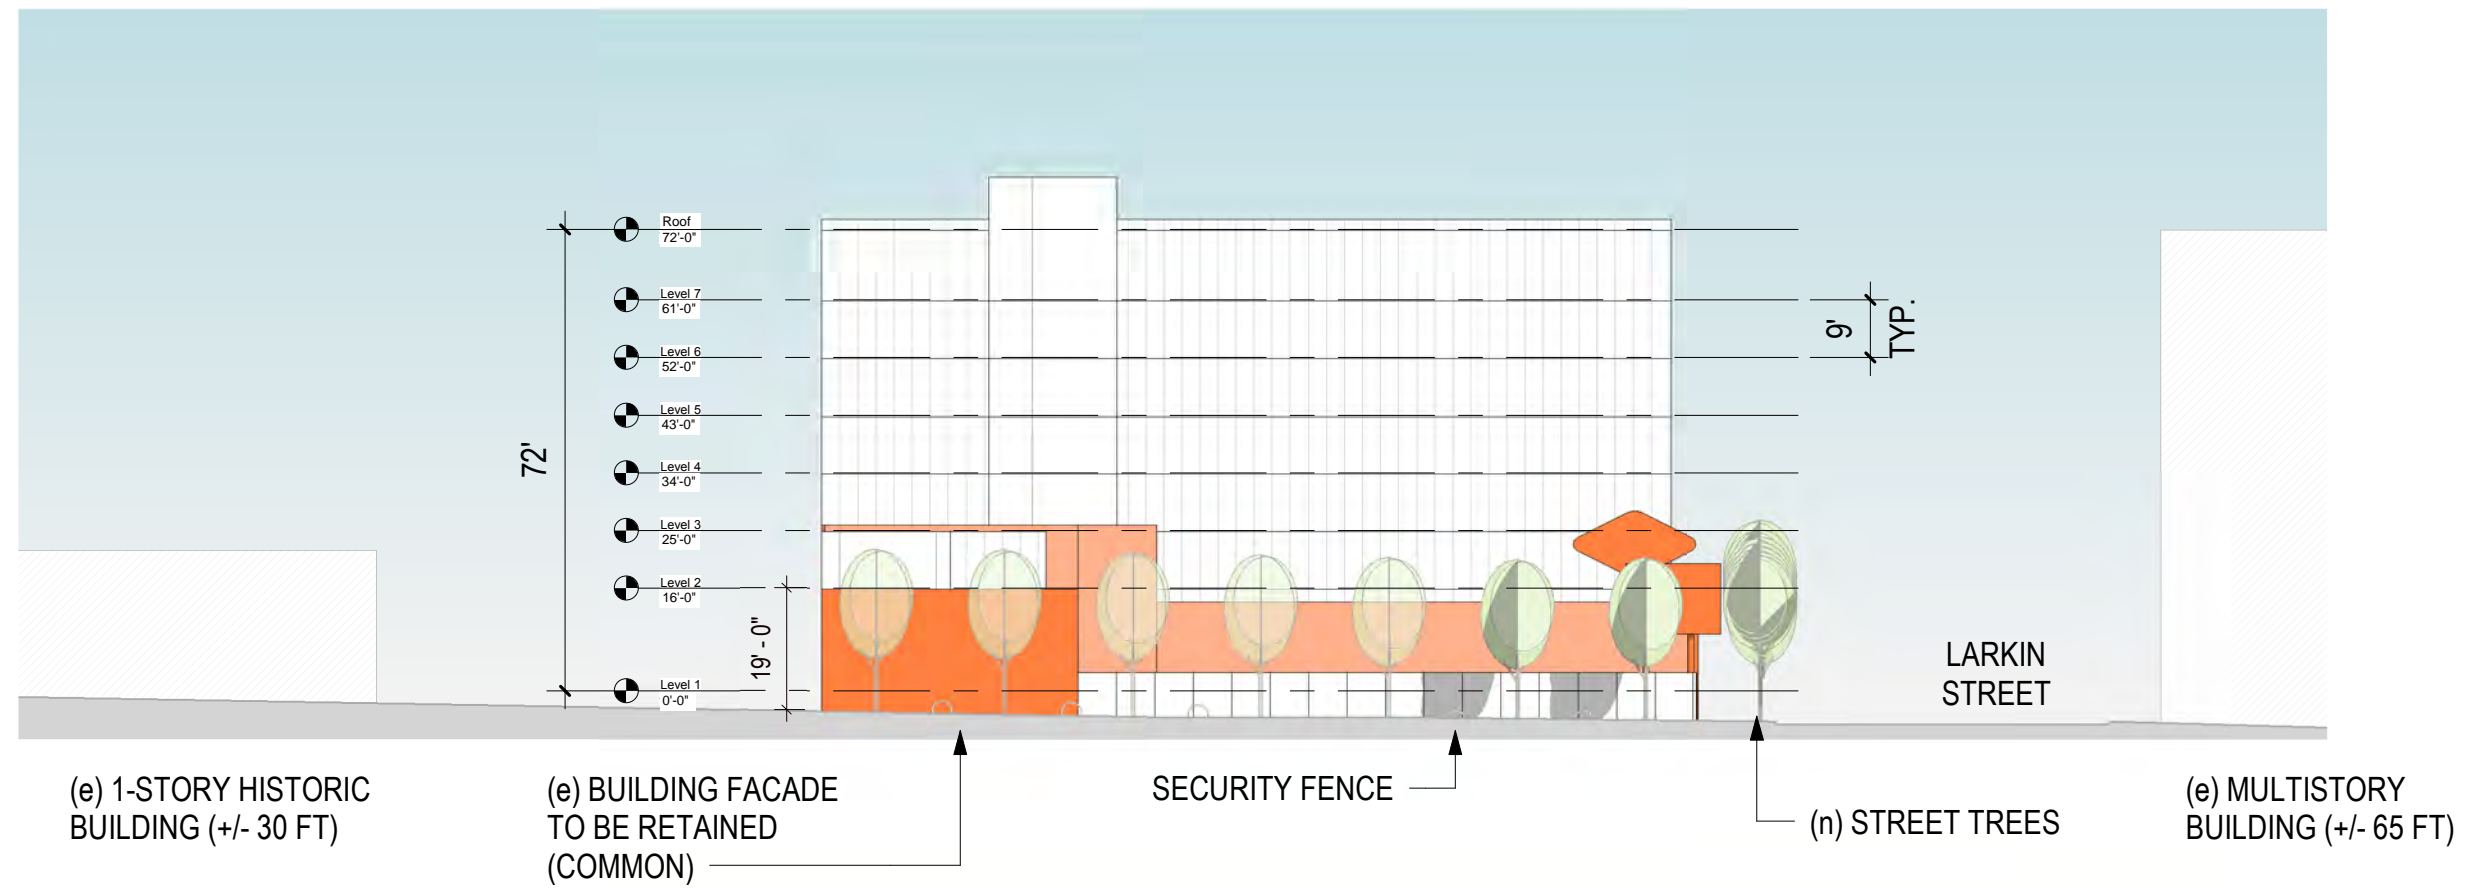 Roof
72'-0"
Level 7
61'-0"
Level 6
52'-0"
Level 5
43'-0"
Level 4
34'-0"
Level 3
25'-0"
Level 2
16'-0"
Level 1
0'-0"
72'
19' - 0"
9'
TYP.
LARKIN
STREET
(e) 1-STORY HISTORIC
BUILDING (+/- 30 FT)
(e) BUILDING FACADE
TO BE RETAINED
(COMMON)
SECURITY FENCE
(n) STREET TREES
(e) MULTISTORY
BUILDING (+/- 65 FT)